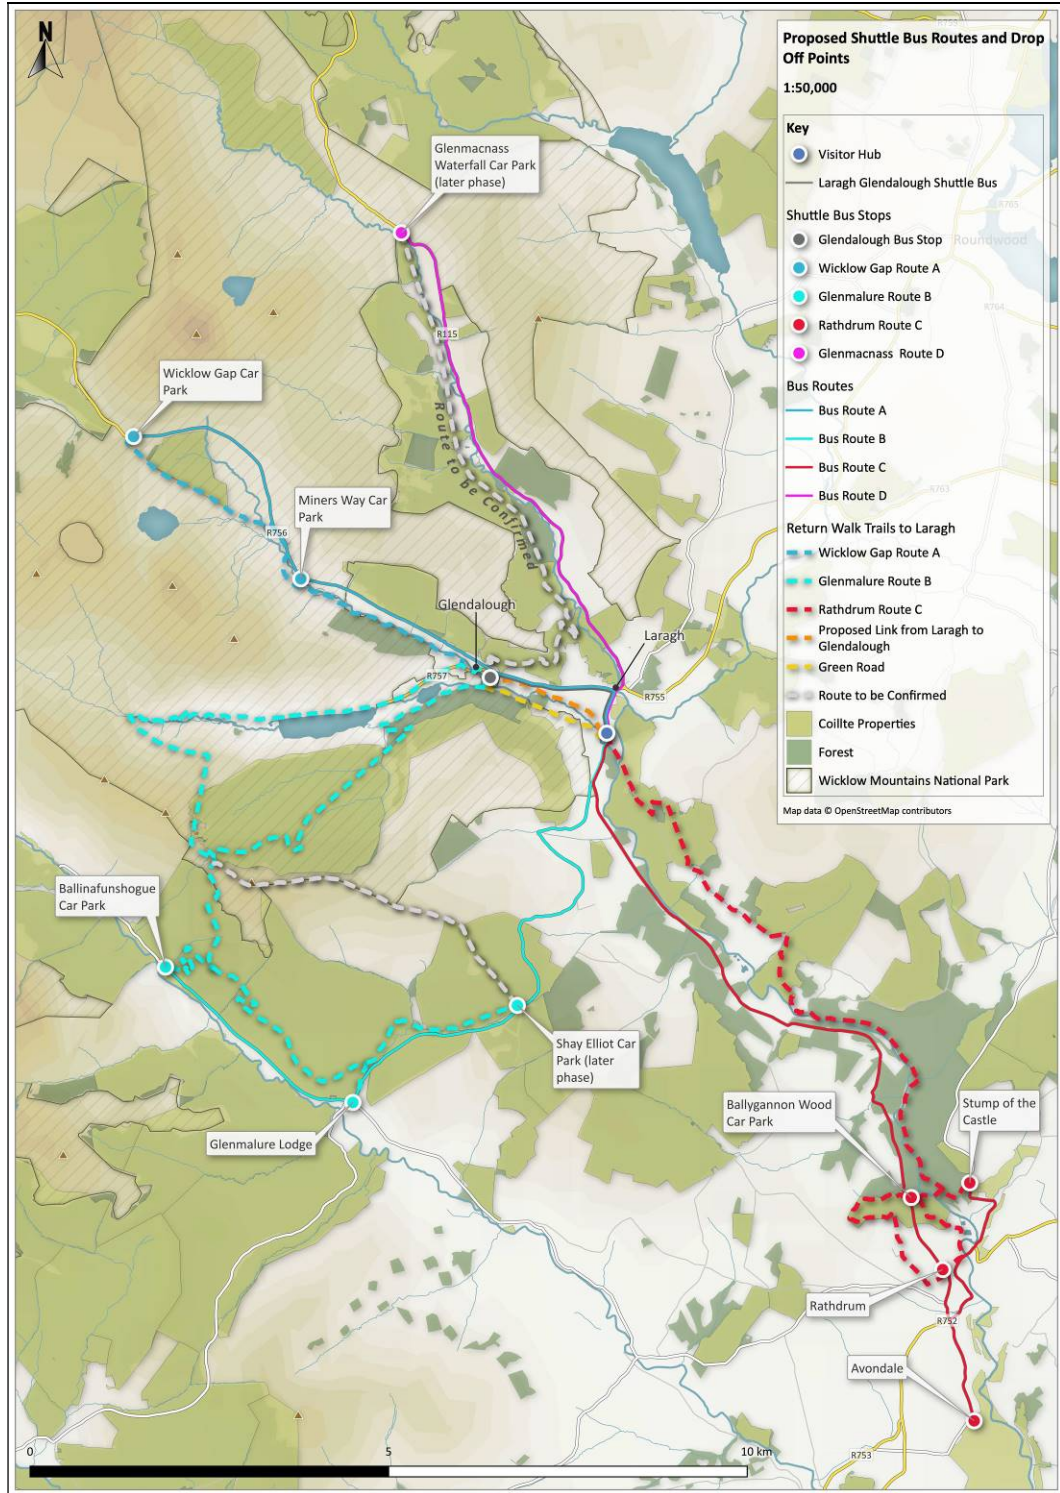 N
Proposed Shuttle Bus Routes and Drop
Off Points
1:50,000
Key
Visitor Hub
Laragh Glendalough Shuttle Bus
Shuttle Bus Stops
Glendalough Bus Stop
Wicklow Gap Route A
Glenmalure Route B
Rathdrum Route C
Glenmacnass Route D
Bus Routes
Bus Route A
Bus Route B
Bus Route C
Bus Route D
Return Walk Trails to Laragh
Wicklow Gap Route A
Glenmalure Route B
Rathdrum Route C
Proposed Link from Laragh to
Glendalough
Green Road
Route to be Confirmed
Coillte Properties
Forest
Wicklow Mountains National Park
Map data © OpenStreetMap contributors
Roundwood
R765
R764
R763
Glenmacnass
Waterfall Car Park
(later phase)
R115
Route to be Confirmed
Wicklow Gap Car
Park
Miners Way Car
Park
R756
Glendalough
Laragh
R757
R755
Ballinafunshogue
Car Park
Shay Elliot Car
Park (later
phase)
Glenmalure Lodge
Ballygannon Wood
Car Park
Stump of the
Castle
Rathdrum
R752
Avondale
R753
0 5 10 km